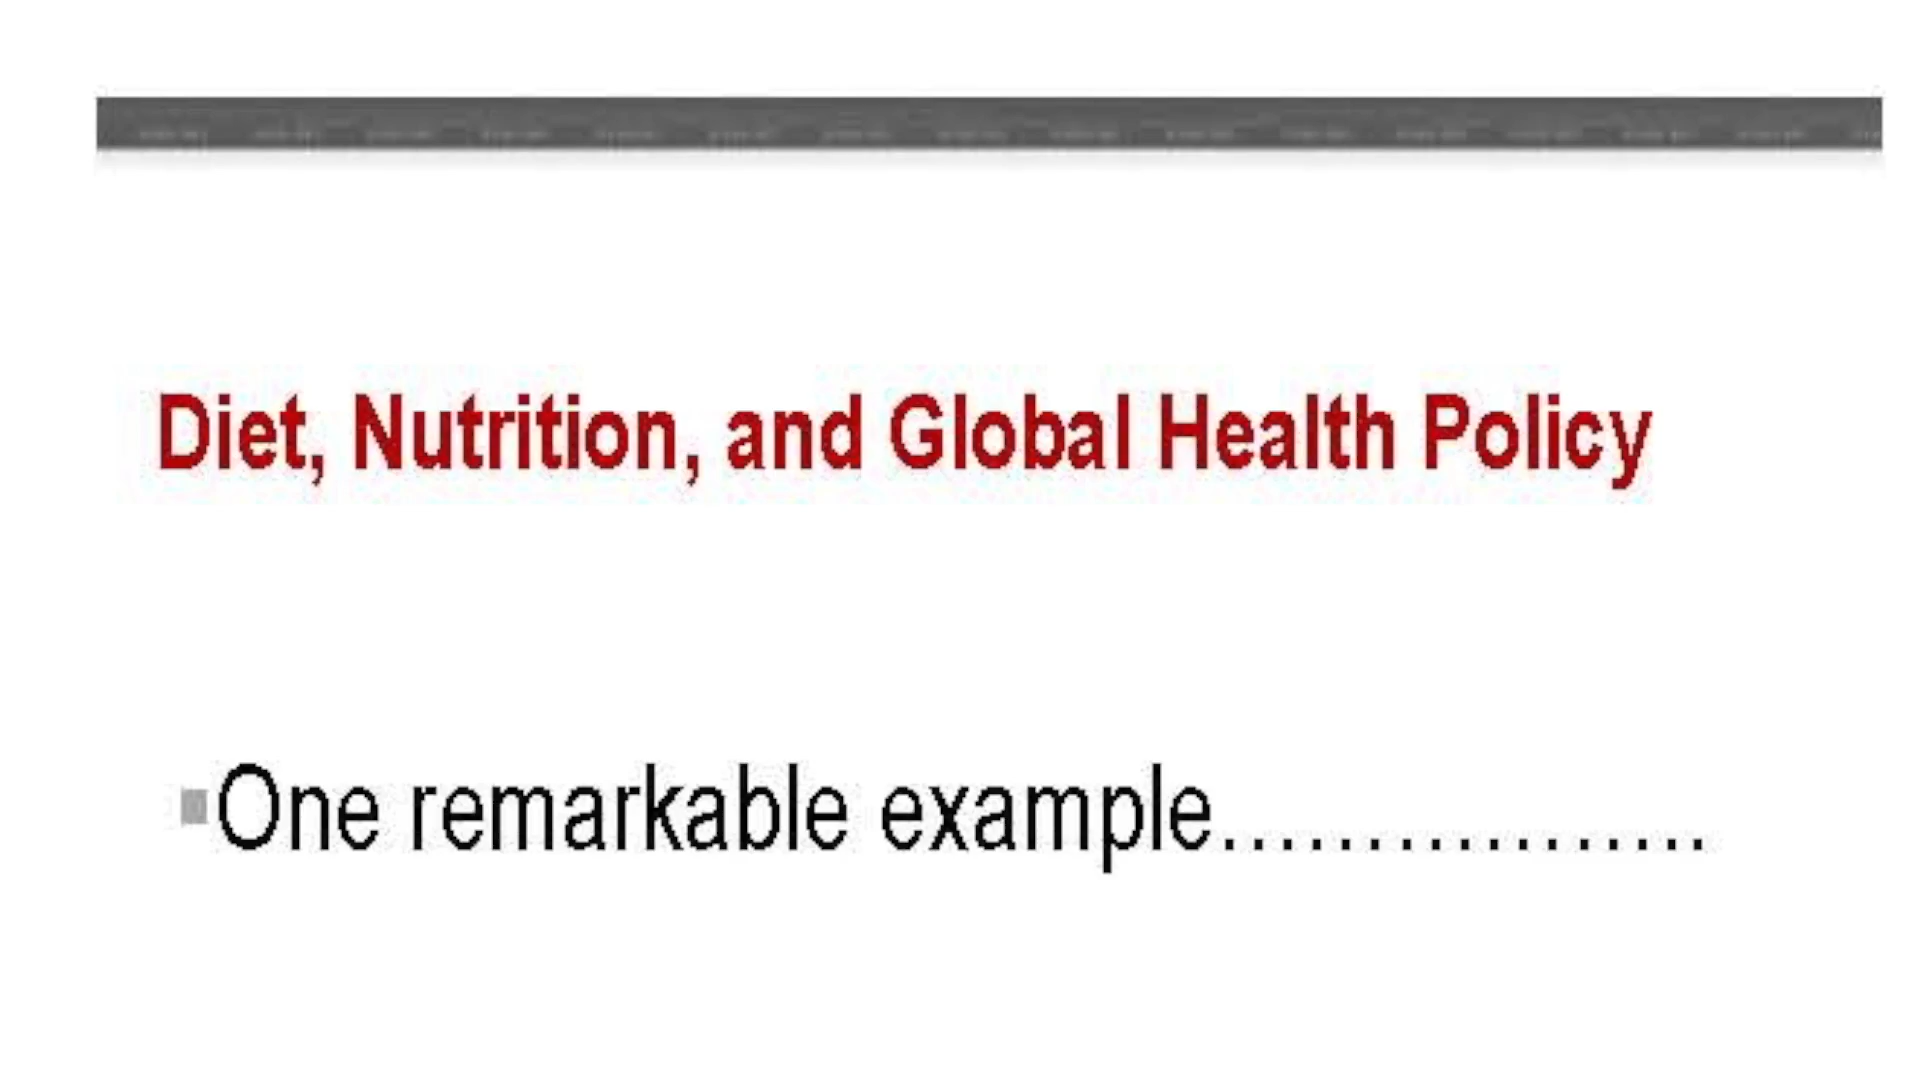 Diet, Nutrition, and Global Health Policy
▪One remarkable example.................